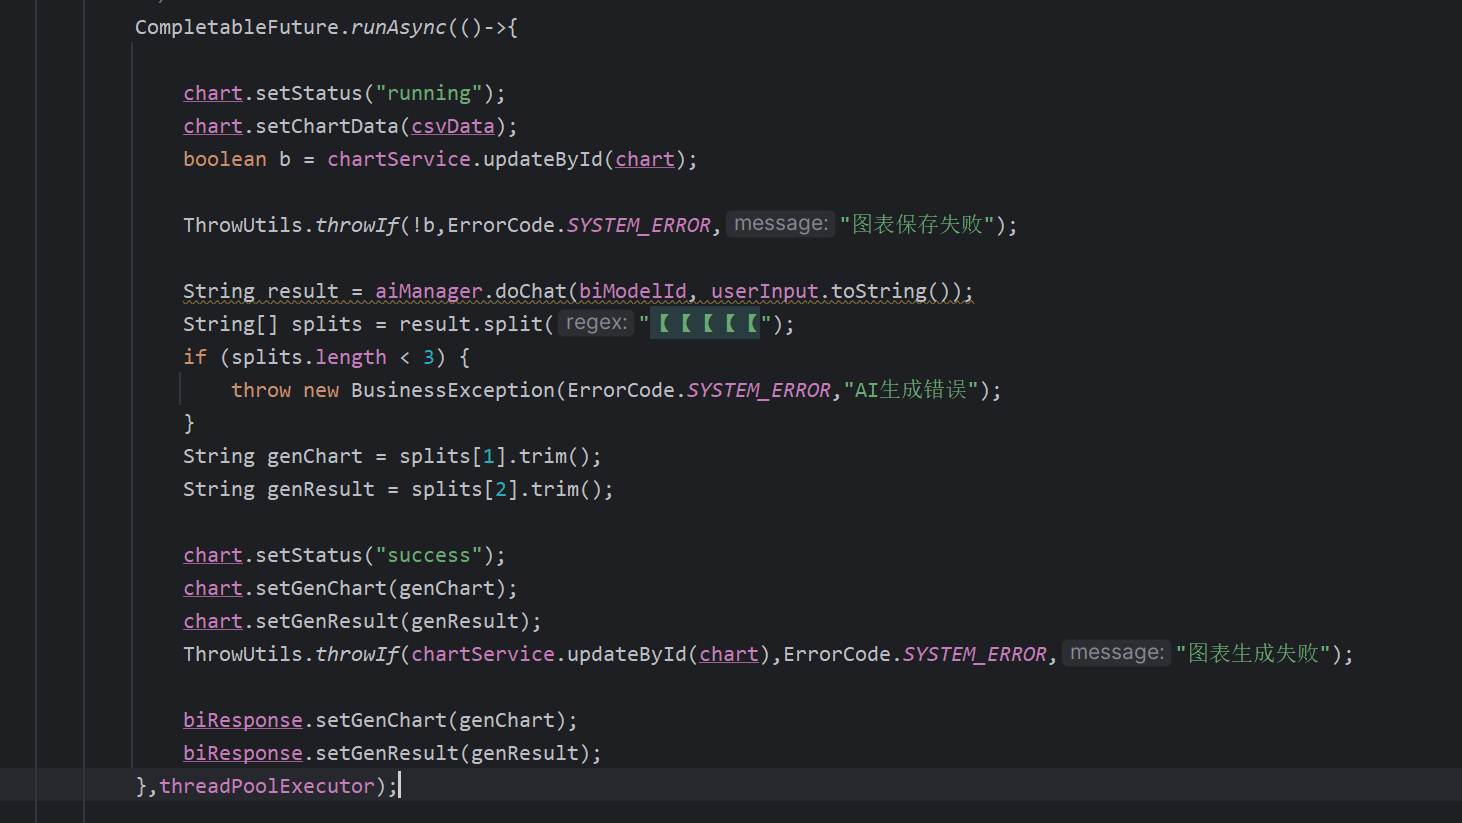 CompletableFuture.runAsync(()->{
chart.setStatus("running");
chart.setChartData(csvData);
boolean b = chartService.updateById(chart);
ThrowUtils.throwIf(!b,ErrorCode.SYSTEM_ERROR, message: "图表保存失败");
String result = aiManager.doChat(biModelId, userInput.toString());
String[] splits = result.split( regex: "【【【【【");
if (splits.length < 3) {
throw new BusinessException(ErrorCode.SYSTEM_ERROR,"AI生成错误");
}
String genChart = splits[1].trim();
String genResult = splits[2].trim();
chart.setStatus("success");
chart.setGenChart(genChart);
chart.setGenResult(genResult);
ThrowUtils.throwIf(chartService.updateById(chart),ErrorCode.SYSTEM_ERROR, message: "图表生成失败");
biResponse.setGenChart(genChart);
biResponse.setGenResult(genResult);
},threadPoolExecutor);